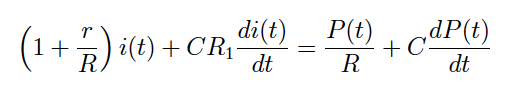 (1 + r/R) i(t) + CR₁ di(t)/dt = P(t)/R + C dP(t)/dt